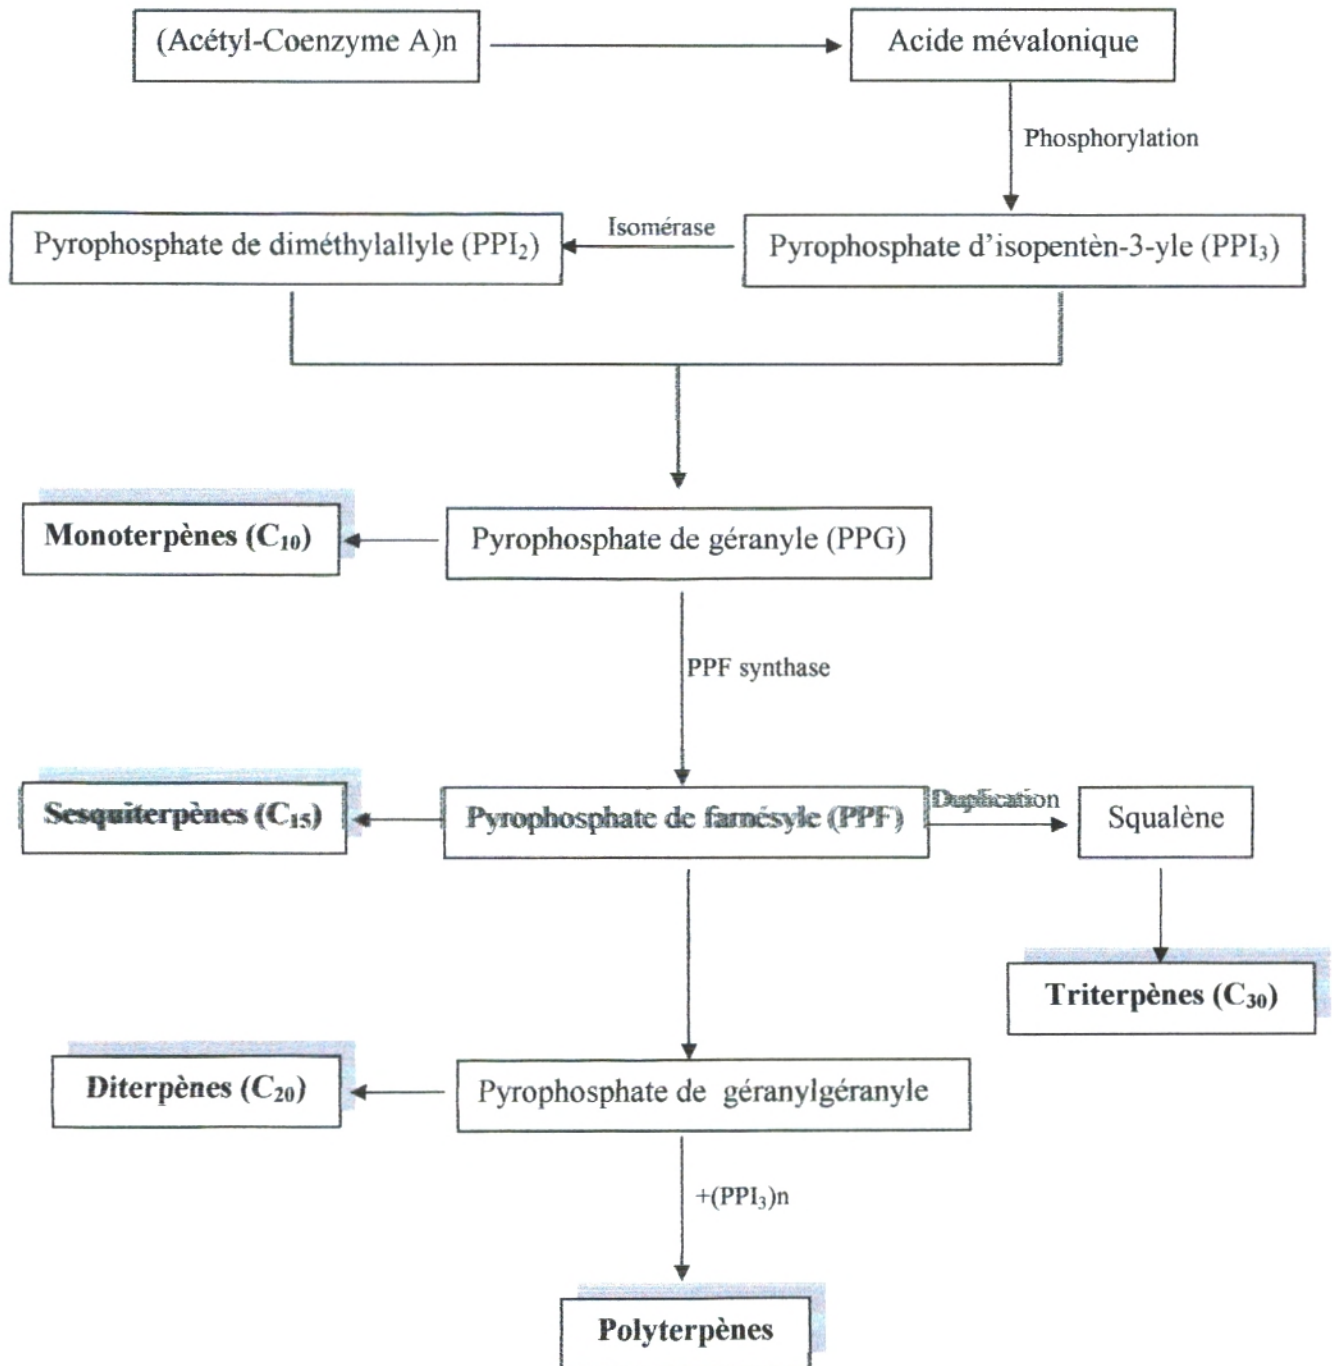 (Acétyl-Coenzyme A)n
Acide mévalonique
Phosphorylation
Pyrophosphate de diméthylallyle (PPI₂)
Isomérase
Pyrophosphate d'isopentèn-3-yle (PPI₃)
Monoterpènes (C₁₀)
Pyrophosphate de géranyle (PPG)
PPF synthase
Sesquiterpènes (C₁₅)
Pyrophosphate de farnésyle (PPF)
Duplication
Squalène
Triterpènes (C₃₀)
Diterpènes (C₂₀)
Pyrophosphate de géranylgéranyle
+(PPI₃)n
Polyterpènes